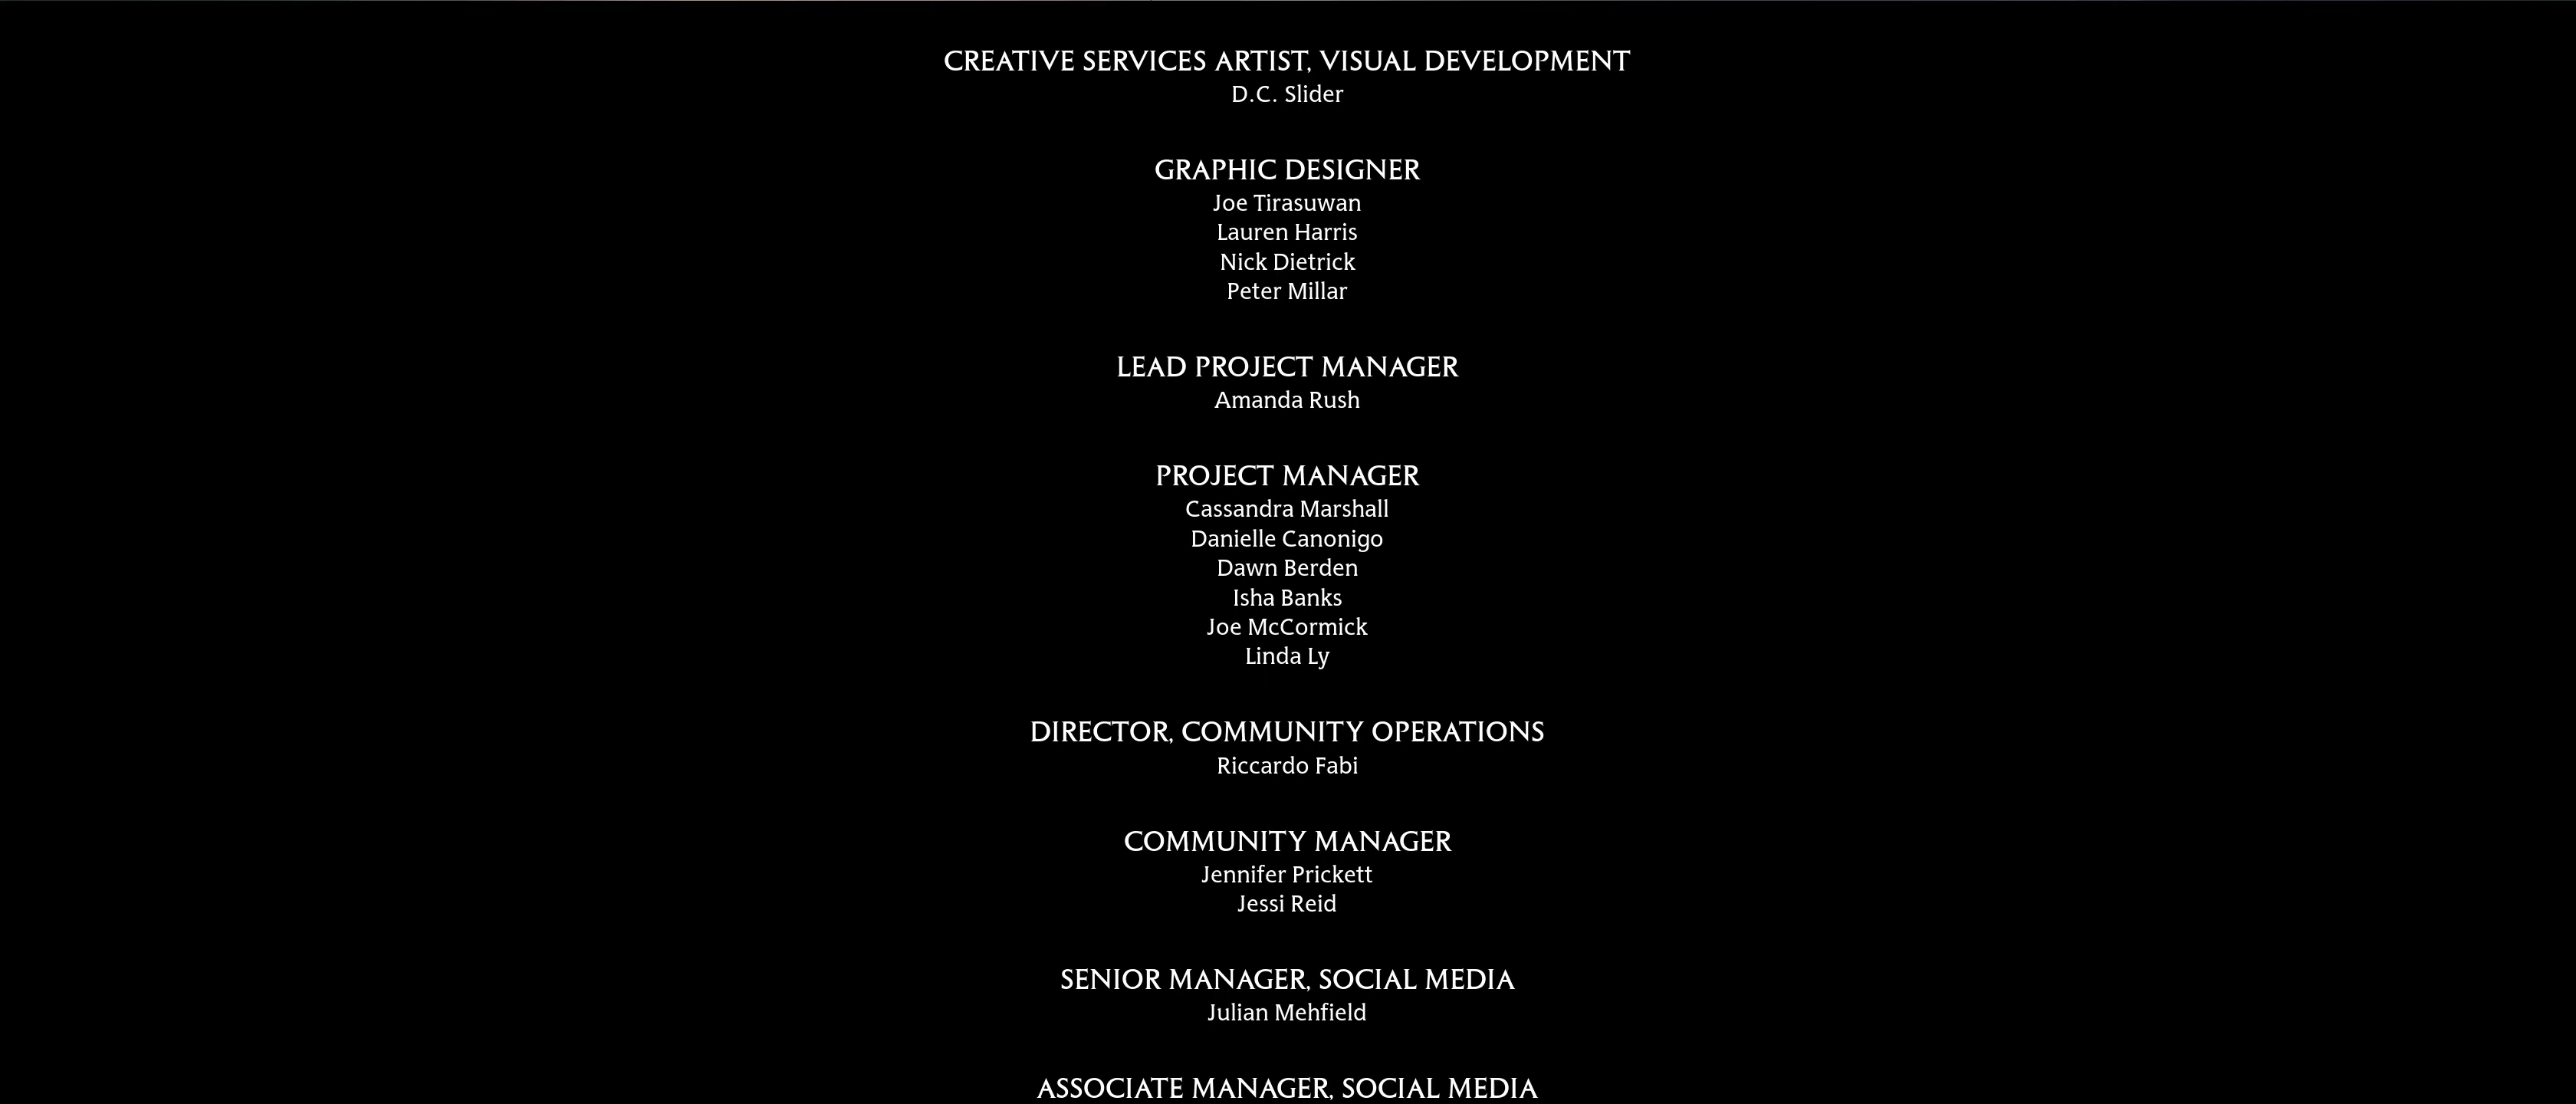 CREATIVE SERVICES ARTIST, VISUAL DEVELOPMENT
D.C. Slider
GRAPHIC DESIGNER
Joe Tirasuwan
Lauren Harris
Nick Dietrick
Peter Millar
LEAD PROJECT MANAGER
Amanda Rush
PROJECT MANAGER
Cassandra Marshall
Danielle Canonigo
Dawn Berden
Isha Banks
Joe McCormick
Linda Ly
DIRECTOR, COMMUNITY OPERATIONS
Riccardo Fabi
COMMUNITY MANAGER
Jennifer Prickett
Jessi Reid
SENIOR MANAGER, SOCIAL MEDIA
Julian Mehfield
ASSOCIATE MANAGER, SOCIAL MEDIA